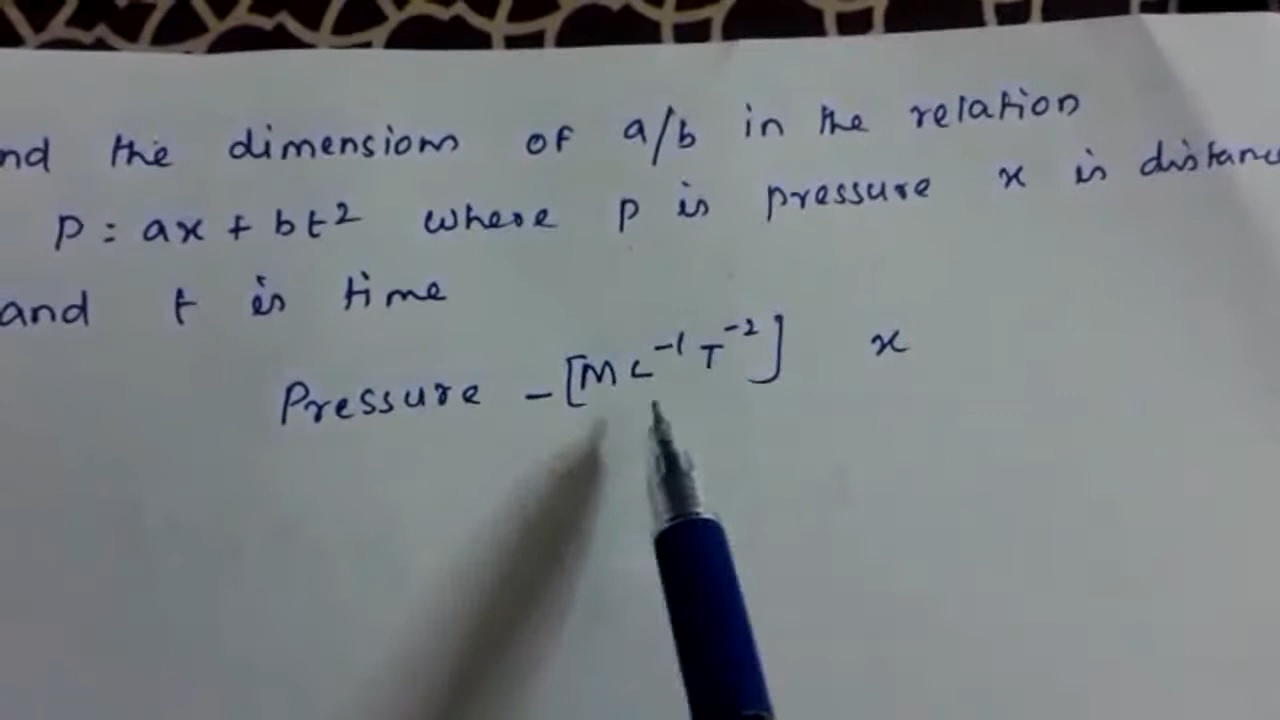 nd the dimensions of a/b in the relation
P = ax + bt² where p is pressure x is distanc
and t is time
Pressure - [ML⁻¹T⁻²] x